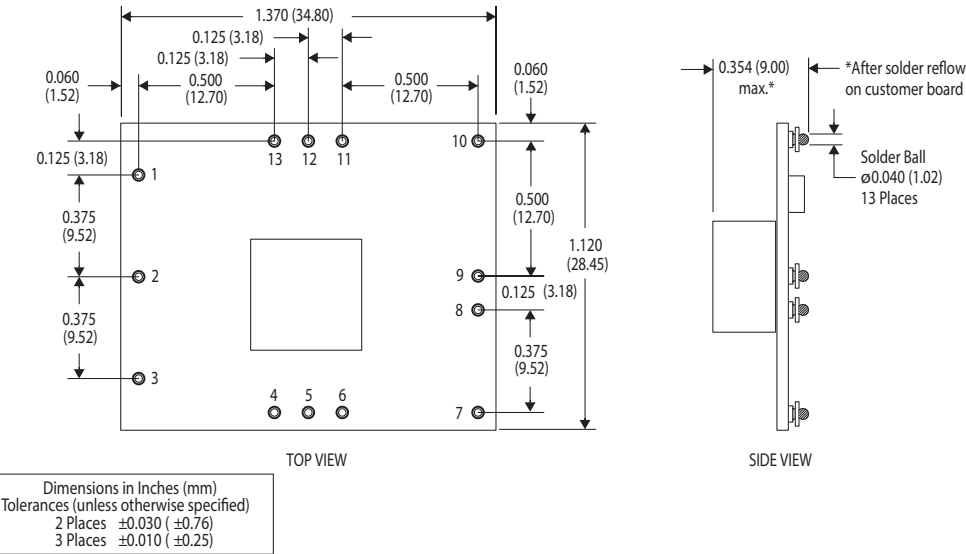 1.370 (34.80)
0.125 (3.18)
0.125 (3.18)
0.060
(1.52)
0.500
(12.70)
0.500
(12.70)
0.060
(1.52)
0.354 (9.00)
max.*
*After solder reflow
on customer board
13 12 11
10
0.125 (3.18)
1
Solder Ball
ø0.040 (1.02)
13 Places
0.375
(9.52)
0.500
(12.70)
1.120
(28.45)
2
9
0.125 (3.18)
8
0.375
(9.52)
0.375
(9.52)
3
4 5 6
7
TOP VIEW
SIDE VIEW
Dimensions in Inches (mm)
Tolerances (unless otherwise specified)
2 Places ±0.030 ( ±0.76)
3 Places ±0.010 ( ±0.25)